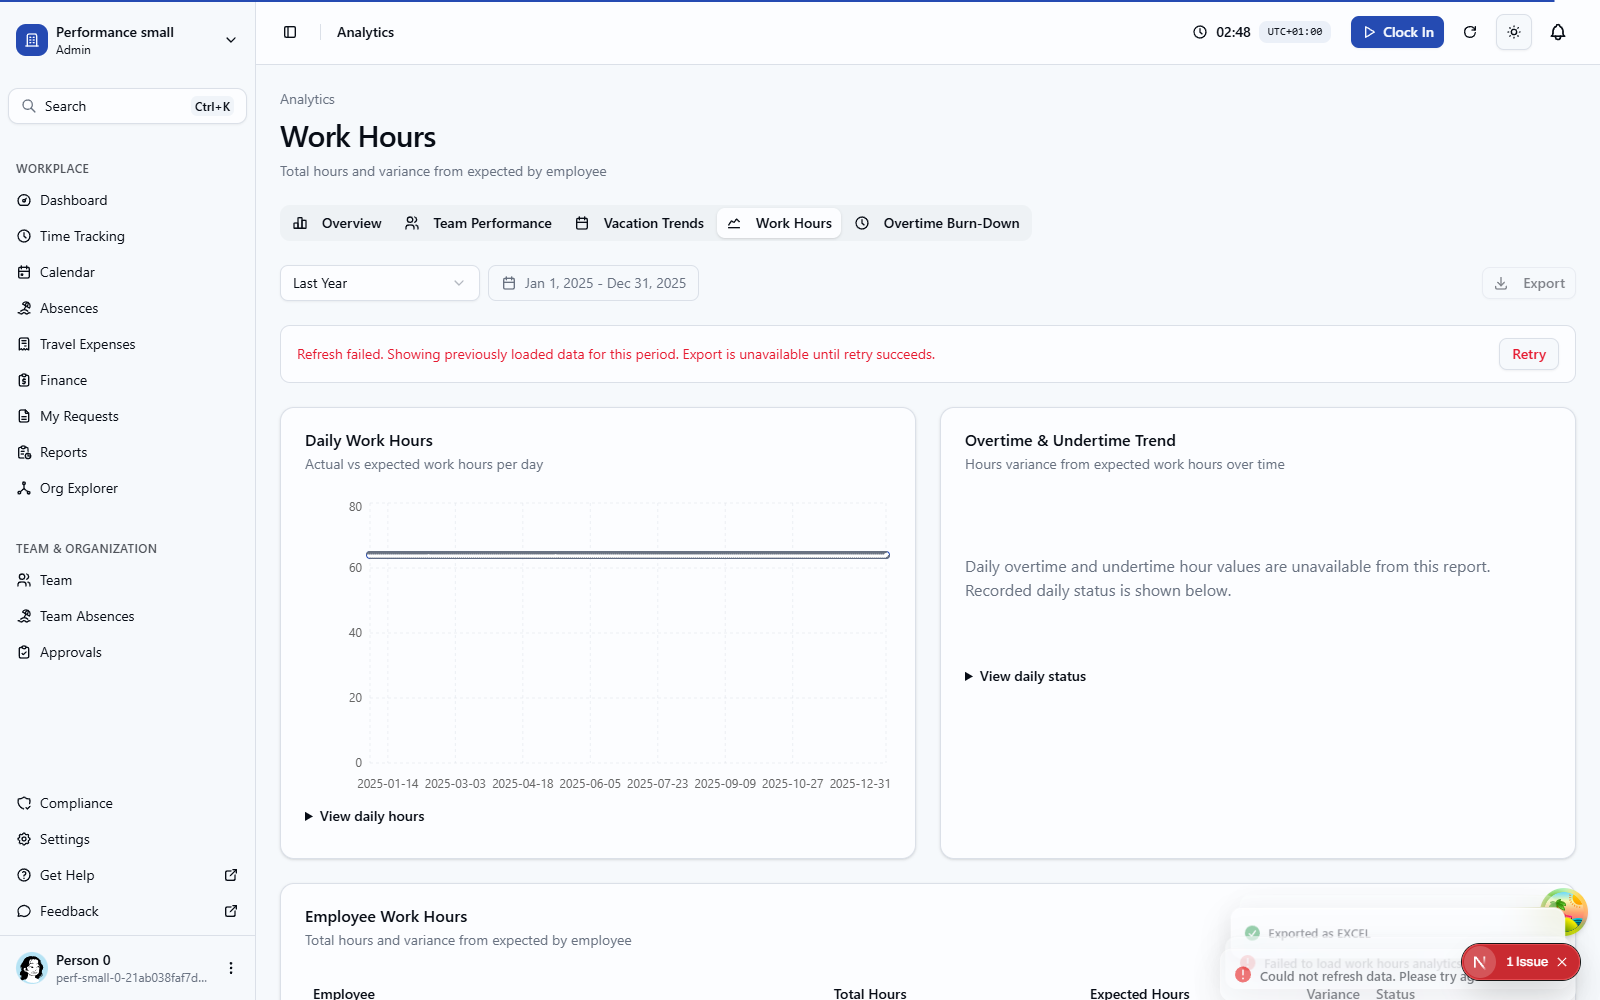 Performance small
Admin
Search
Ctrl+K
WORKPLACE
Dashboard
Time Tracking
Calendar
Absences
Travel Expenses
Finance
My Requests
Reports
Org Explorer
TEAM & ORGANIZATION
Team
Team Absences
Approvals
Compliance
Settings
Get Help
Feedback
Person 0
perf-small-0-21ab038faf7d...
Analytics
02:48
UTC+01:00
Clock In
Analytics
Work Hours
Total hours and variance from expected by employee
Overview
Team Performance
Vacation Trends
Work Hours
Overtime Burn-Down
Last Year
Jan 1, 2025 - Dec 31, 2025
Export
Refresh failed. Showing previously loaded data for this period. Export is unavailable until retry succeeds.
Retry
Daily Work Hours
Actual vs expected work hours per day
80
60
40
20
0
2025-01-14 2025-03-03 2025-04-18 2025-06-05 2025-07-23 2025-09-09 2025-10-27 2025-12-31
View daily hours
Overtime & Undertime Trend
Hours variance from expected work hours over time
Daily overtime and undertime hour values are unavailable from this report.
Recorded daily status is shown below.
View daily status
Employee Work Hours
Total hours and variance from expected by employee
Employee
Total Hours
Expected Hours
Variance
Status
Exported as EXCEL
Failed to load work hours analytics
Could not refresh data. Please try ag
N
1 Issue